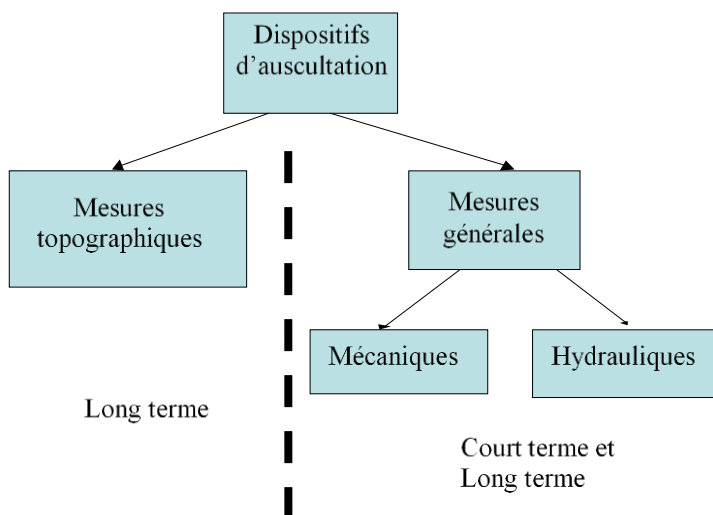 Dispositifs
d’auscultation
Mesures
topographiques
Mesures
générales
Mécaniques
Hydrauliques
Long terme
Court terme et
Long terme